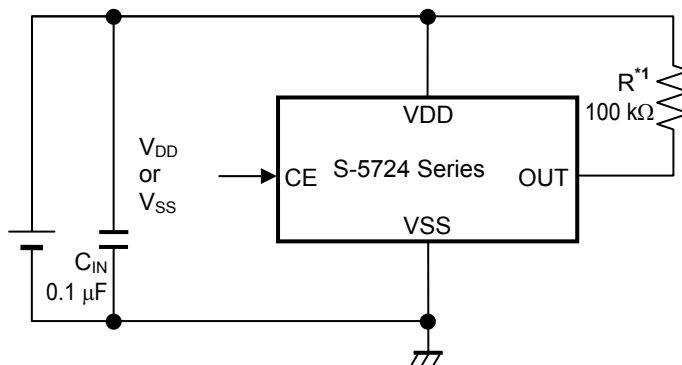 R*1
100 kΩ
VDD
VDD
or
VSS
CE
S-5724 Series
OUT
VSS
CIN
0.1 μF